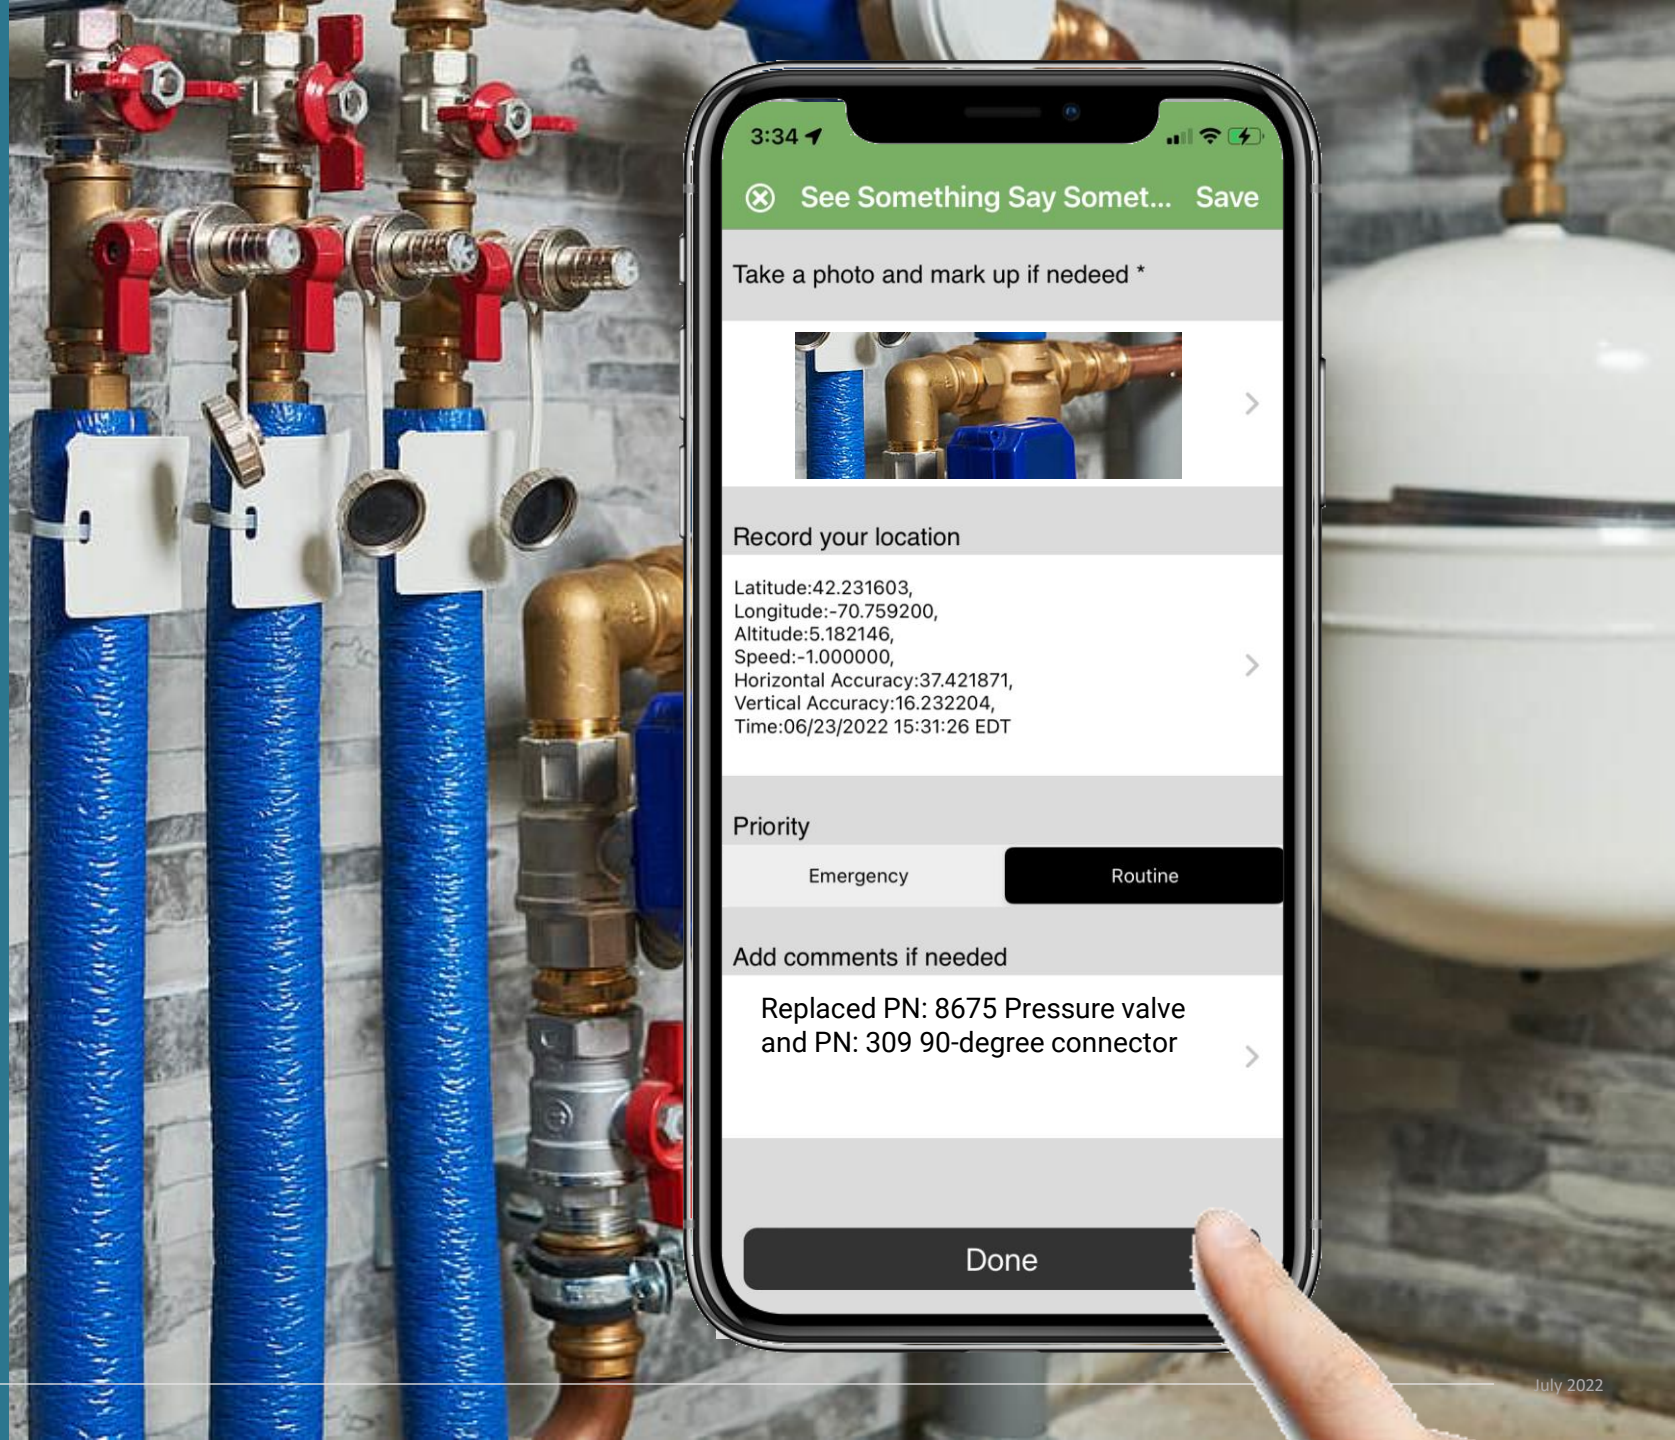 3:34
See Something Say Somet... Save
Take a photo and mark up if nedeed *
Record your location
Latitude:42.231603,
Longitude:-70.759200,
Altitude:5.182146,
Speed:-1.000000,
Horizontal Accuracy:37.421871,
Vertical Accuracy:16.232204,
Time:06/23/2022 15:31:26 EDT
Priority
Emergency Routine
Add comments if needed
Replaced PN: 8675 Pressure valve
and PN: 309 90-degree connector
Done
July 2022